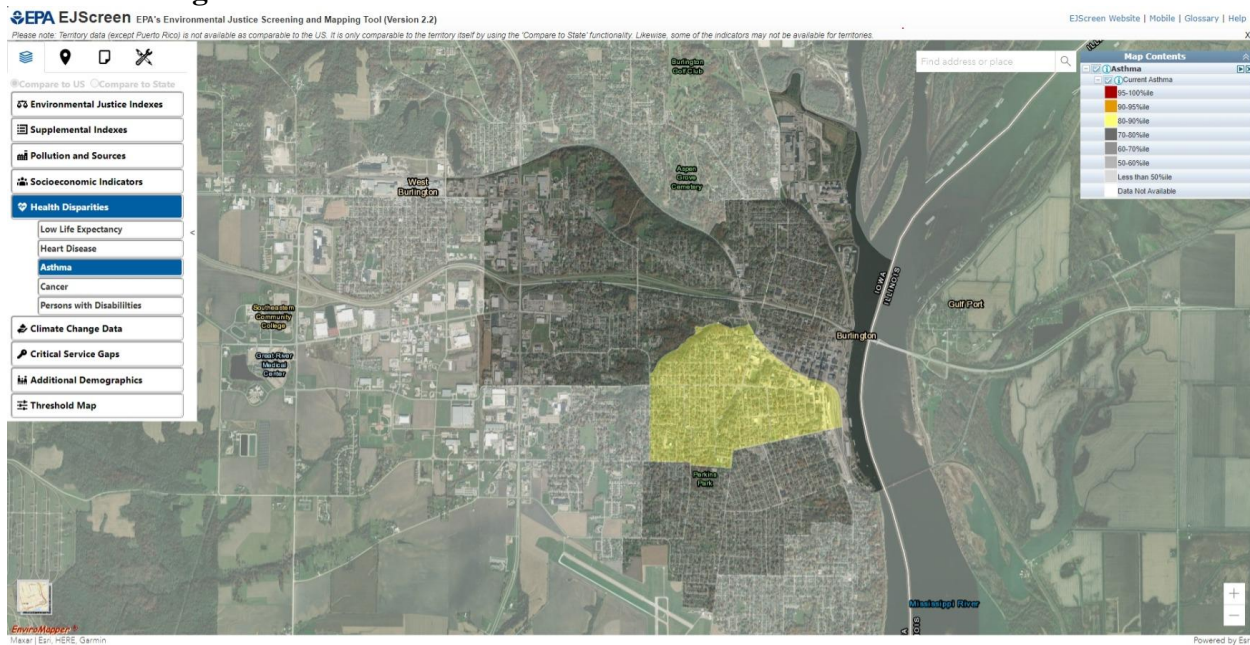 EPA EJScreen EPA's Environmental Justice Screening and Mapping Tool (Version 2.2)
EJScreen Website | Mobile | Glossary | Help
Please note: Territory data (except Puerto Rico) is not available as comparable to the US. It is only comparable to the territory itself by using the 'Compare to State' functionality. Likewise, some of the indicators may not be available for territories.
X
Compare to US Compare to State
Environmental Justice Indexes
Supplemental Indexes
Pollution and Sources
Socioeconomic Indicators
Health Disparities
Low Life Expectancy
Heart Disease
Asthma
Cancer
Persons with Disabililties
Climate Change Data
Critical Service Gaps
Additional Demographics
Threshold Map
<
Find address or place
Map Contents
Asthma
Current Asthma
95-100%ile
90-95%ile
80-90%ile
70-80%ile
60-70%ile
50-60%ile
Less than 50%ile
Data Not Available
Burlington
Golf Club
West
Burlington
Aspen
Grove
Cemetery
IOWA
ILLINOIS
Gulf Port
Southeastern
Community
College
Burlington
Great River
Medical
Center
Perkins
Park
Mississippi River
+
−
EnviroMapper
Maxar | Esri, HERE, Garmin
Powered by Esri